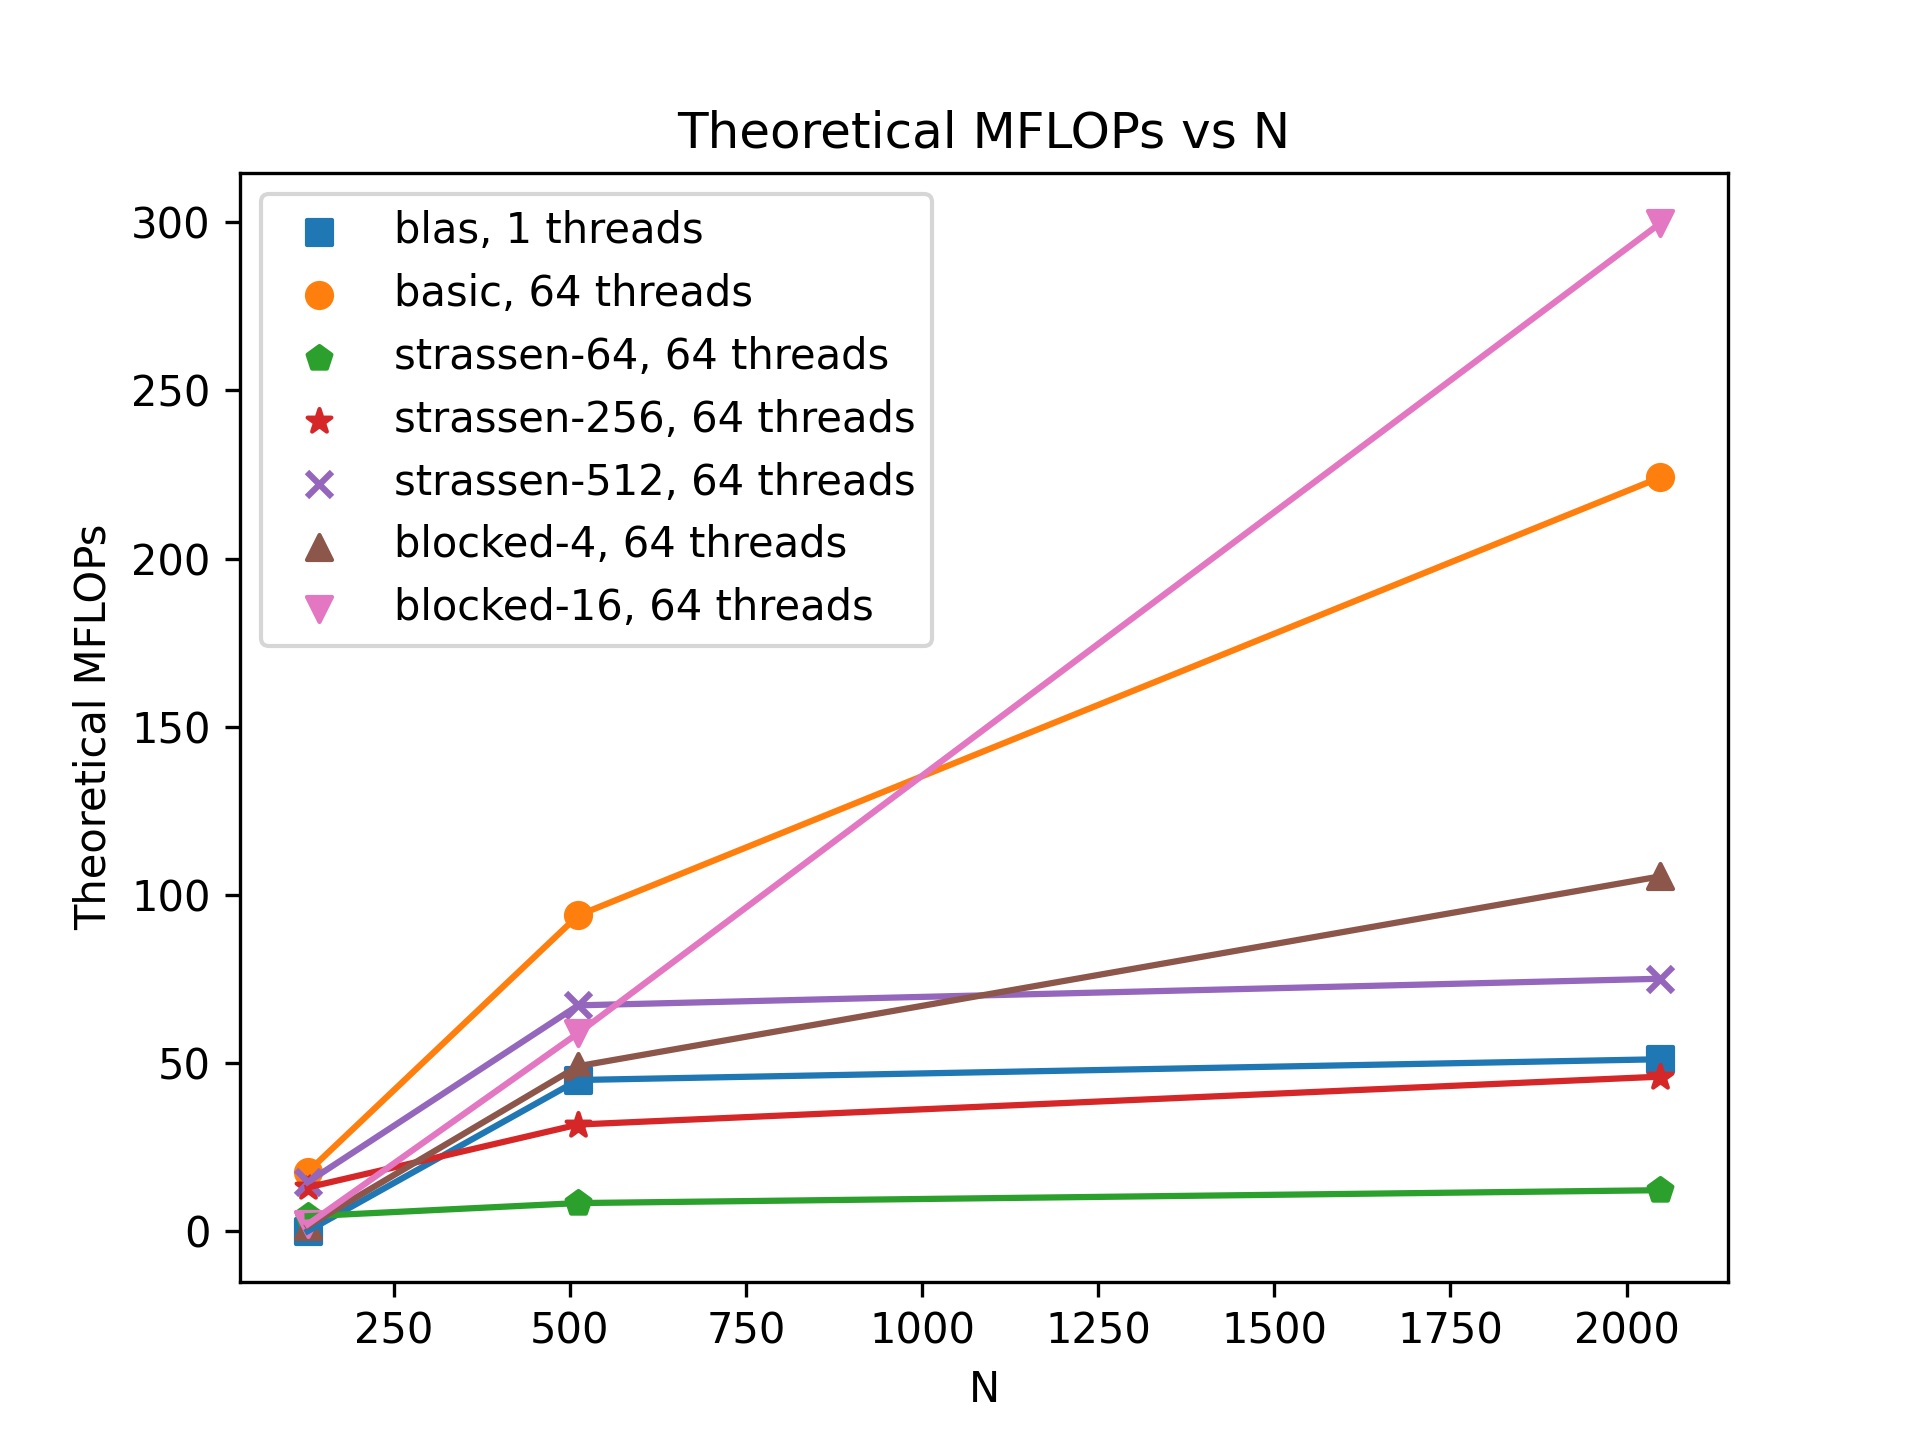 Theoretical MFLOPs vs N
blas, 1 threads
basic, 64 threads
strassen-64, 64 threads
strassen-256, 64 threads
strassen-512, 64 threads
blocked-4, 64 threads
blocked-16, 64 threads
Theoretical MFLOPs
300
250
200
150
100
50
0
250 500 750 1000 1250 1500 1750 2000
N